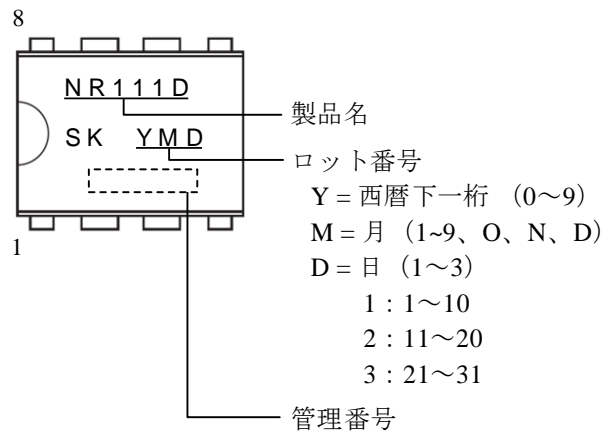 8
NR111D
製品名
SK YMD
ロット番号
Y = 西暦下一桁 (0～9)
M = 月 (1~9、O、N、D)
D = 日 (1～3)
1 : 1～10
2 : 11～20
3 : 21～31
1
管理番号